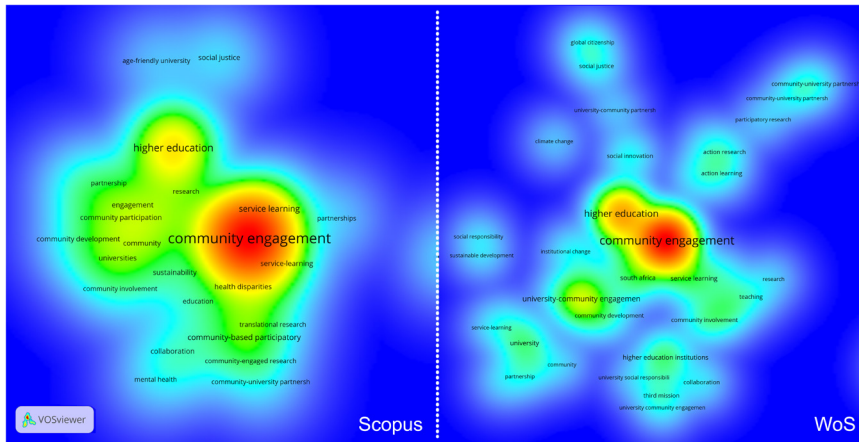 age-friendly university
social justice
higher education
partnership
research
engagement
service learning
community participation
partnerships
community development
community
community engagement
universities
service-learning
sustainability
community involvement
health disparities
education
translational research
community-based participatory
collaboration
community-engaged research
mental health
community-university partnersh
VOSviewer
Scopus
global citizenship
social justice
community-university partnersh
community-university partnersh
university-community partnersh
participatory research
climate change
action research
social innovation
action learning
higher education
social responsibility
community engagement
sustainable development
institutional change
south africa
service learning
research
university-community engagemen
teaching
community development
community involvement
service-learning
university
higher education institutions
community
partnership
university social responsibili
collaboration
third mission
university community engagemen
WoS